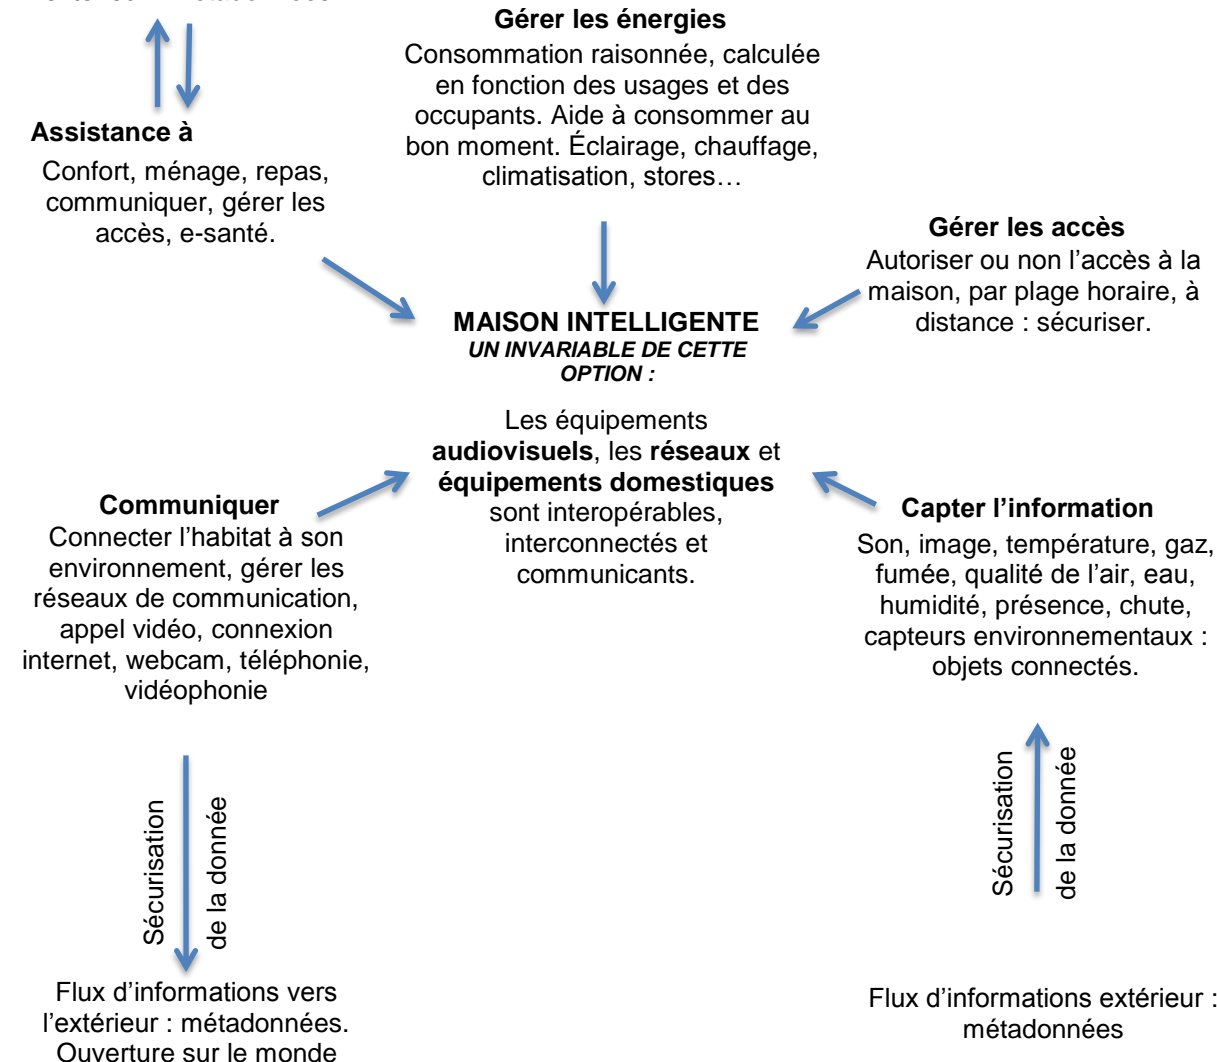 Gérer les énergies
Consommation raisonnée, calculée
en fonction des usages et des
occupants. Aide à consommer au
bon moment. Éclairage, chauffage,
climatisation, stores…
Assistance à
Confort, ménage, repas,
communiquer, gérer les
accès, e-santé.
Gérer les accès
Autoriser ou non l’accès à la
maison, par plage horaire, à
distance : sécuriser.
MAISON INTELLIGENTE
UN INVARIABLE DE CETTE
OPTION :
Les équipements
audiovisuels, les réseaux et
équipements domestiques
sont interopérables,
interconnectés et
communicants.
Communiquer
Connecter l’habitat à son
environnement, gérer les
réseaux de communication,
appel vidéo, connexion
internet, webcam, téléphonie,
vidéophonie
Capter l’information
Son, image, température, gaz,
fumée, qualité de l’air, eau,
humidité, présence, chute,
capteurs environnementaux :
objets connectés.
Sécurisation
de la donnée
Sécurisation
de la donnée
Flux d’informations vers
l’extérieur : métadonnées.
Ouverture sur le monde
Flux d’informations extérieur :
métadonnées